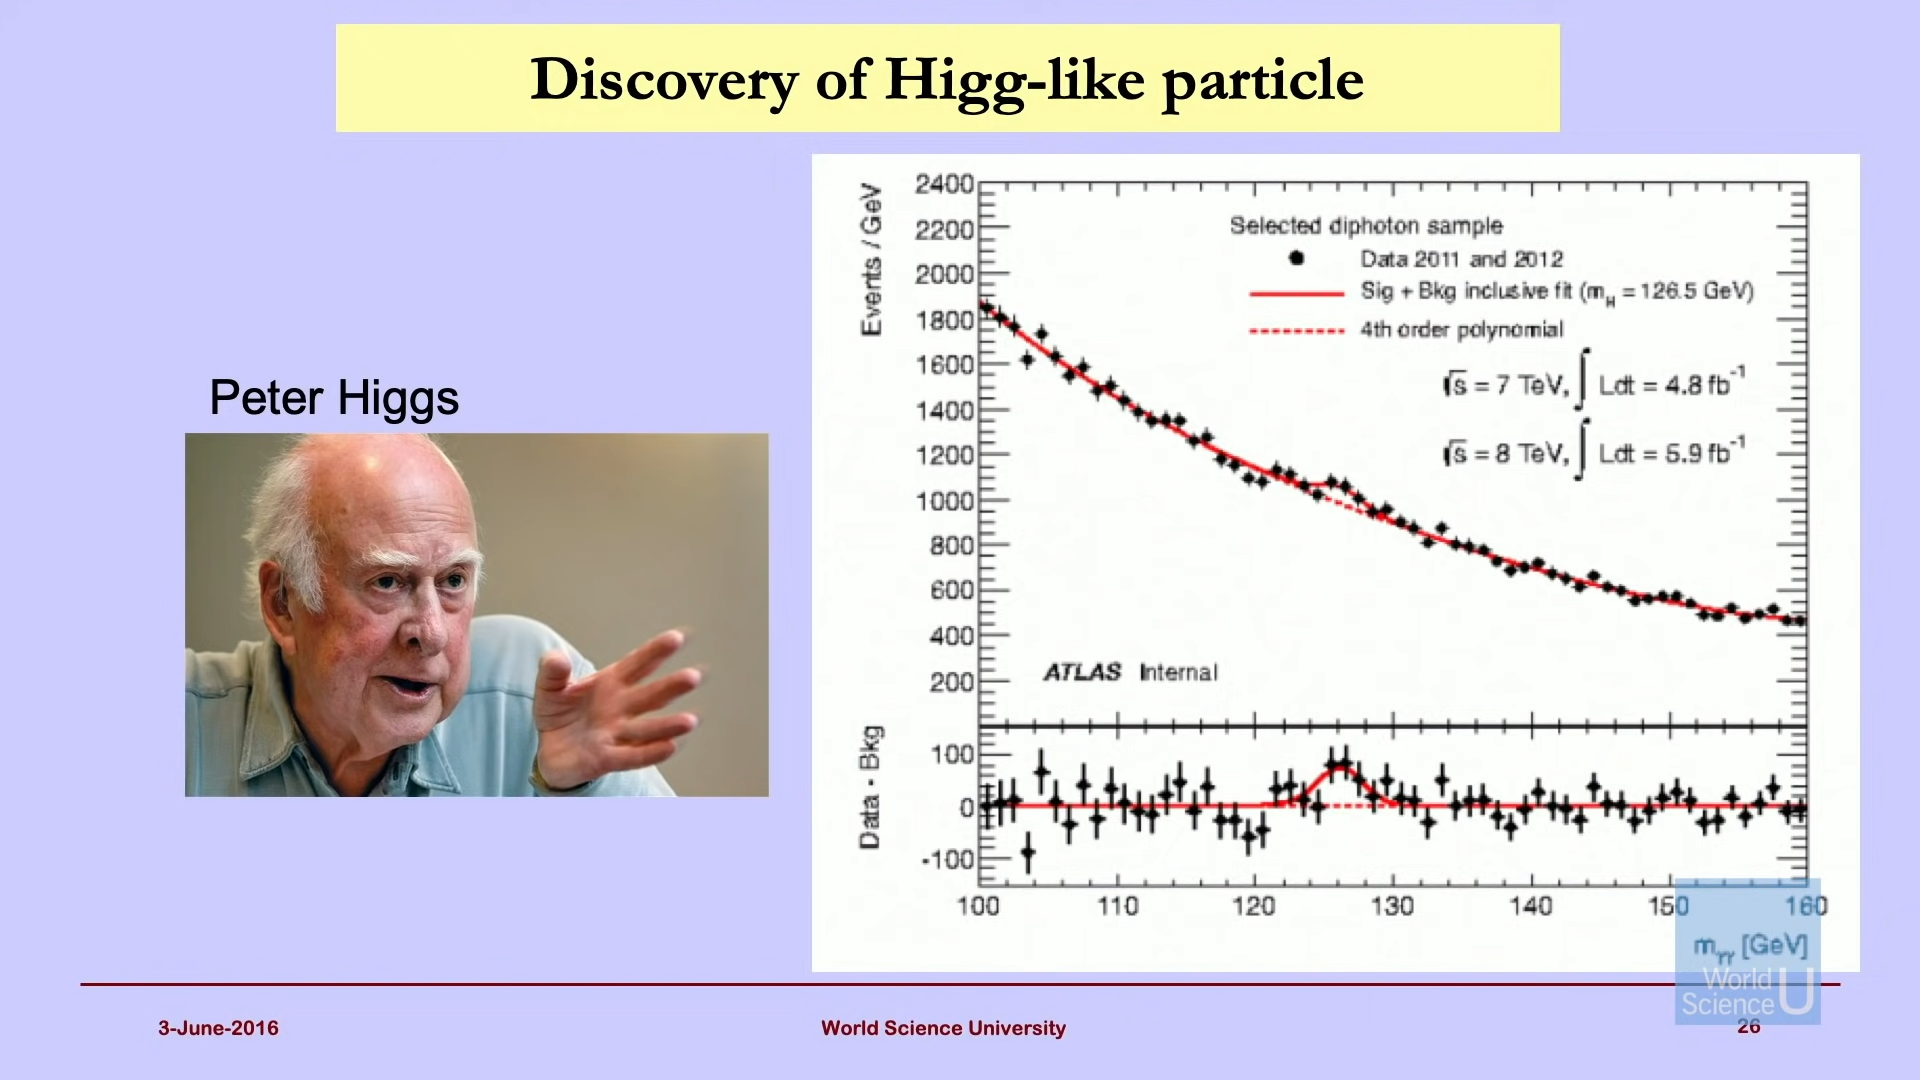 Discovery of Higg-like particle
Peter Higgs
Events / GeV
2400
2200
2000
1800
1600
1400
1200
1000
800
600
400
200
Selected diphoton sample
Data 2011 and 2012
Sig + Bkg inclusive fit (m_H = 126.5 GeV)
4th order polynomial
√s = 7 TeV, ∫ Ldt = 4.8 fb⁻¹
√s = 8 TeV, ∫ Ldt = 5.9 fb⁻¹
ATLAS Internal
Data - Bkg
100
0
-100
100 110 120 130 140 150 160
m_γγ [GeV]
World
Science U
3-June-2016 World Science University 26